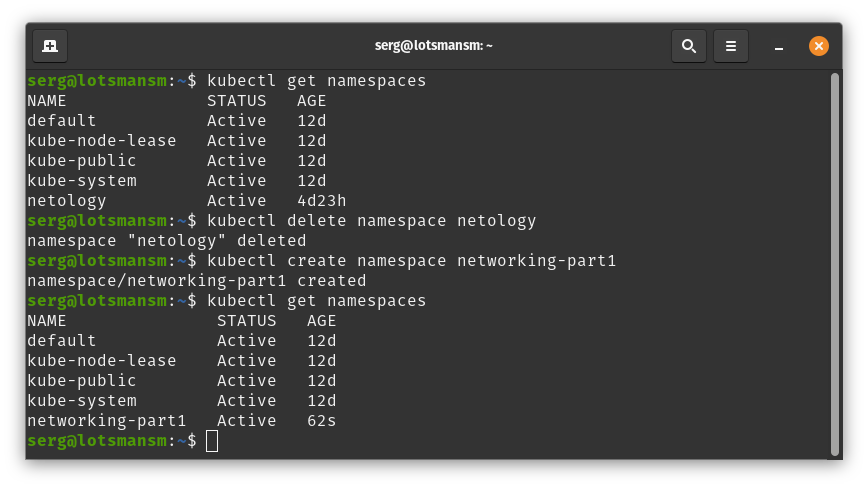 serg@lotsmansm: ~
serg@lotsmansm:~$ kubectl get namespaces
NAME              STATUS   AGE
default           Active   12d
kube-node-lease   Active   12d
kube-public       Active   12d
kube-system       Active   12d
netology          Active   4d23h
serg@lotsmansm:~$ kubectl delete namespace netology
namespace "netology" deleted
serg@lotsmansm:~$ kubectl create namespace networking-part1
namespace/networking-part1 created
serg@lotsmansm:~$ kubectl get namespaces
NAME               STATUS   AGE
default            Active   12d
kube-node-lease    Active   12d
kube-public        Active   12d
kube-system        Active   12d
networking-part1   Active   62s
serg@lotsmansm:~$